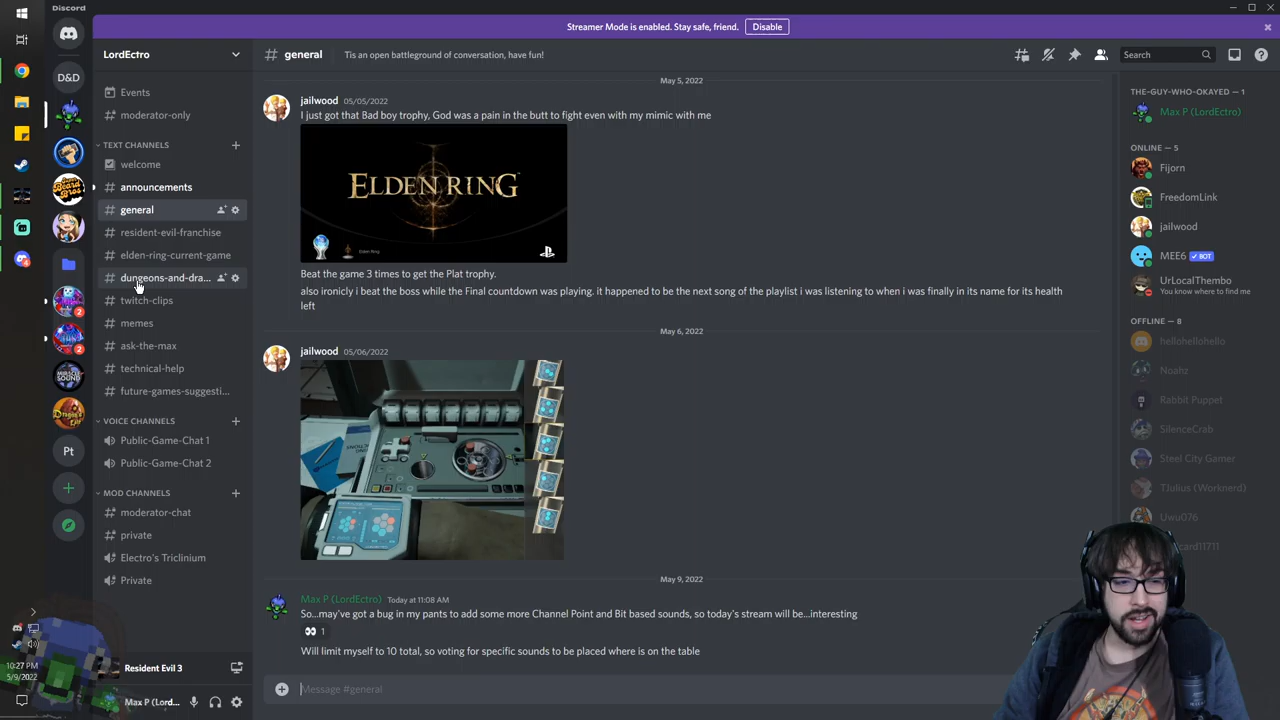 Discord
Streamer Mode is enabled. Stay safe, friend.
Disable
LordEctro
general
Tis an open battleground of conversation, have fun!
Search
D&D
Pt
Events
moderator-only
TEXT CHANNELS
welcome
announcements
general
resident-evil-franchise
elden-ring-current-game
dungeons-and-dra...
twitch-clips
memes
ask-the-max
technical-help
future-games-suggesti...
VOICE CHANNELS
Public-Game-Chat 1
Public-Game-Chat 2
MOD CHANNELS
moderator-chat
private
Electro's Triclinium
Private
2
2
Resident Evil 3
Max P (Lord...
10:27 PM
5/9/2022
May 5, 2022
jailwood 05/05/2022
I just got that Bad boy trophy, God was a pain in the butt to fight even with my mimic with me
ELDEN RING
Elden Ring
Beat the game 3 times to get the Plat trophy.
also ironicly i beat the boss while the Final countdown was playing. it happened to be the next song of the playlist i was listening to when i was finally in its name for its health
left
May 6, 2022
jailwood 05/06/2022
May 9, 2022
Max P (LordEctro) Today at 11:08 AM
So...may've got a bug in my pants to add some more Channel Point and Bit based sounds, so today's stream will be...interesting
1
Will limit myself to 10 total, so voting for specific sounds to be placed where is on the table
Message #general
THE-GUY-WHO-OKAYED — 1
Max P (LordEctro)
ONLINE — 5
Fijorn
FreedomLink
jailwood
MEE6 BOT
UrLocalThembo
You know where to find me
OFFLINE — 8
hellohellohello
Noahz
Rabbit Puppet
SilenceCrab
Steel City Gamer
TJulius (Worknerd)
Uwu076